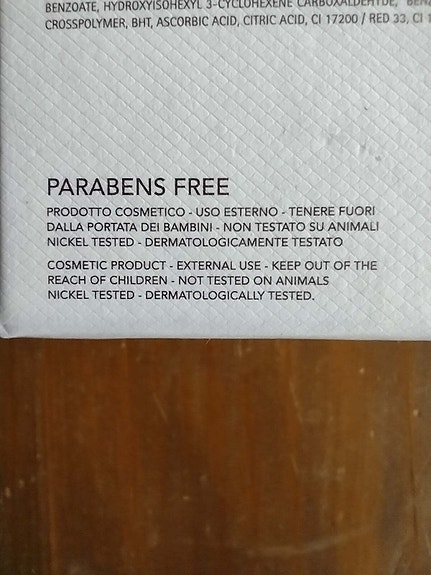 BENZOATE, HYDROXYISOHEXYL 3-CYCLOHEXENE CARBOXALDEHYDE,
CROSSPOLYMER, BHT, ASCORBIC ACID, CITRIC ACID, CI 17200 / RED 33, CI
PARABENS FREE
PRODOTTO COSMETICO - USO ESTERNO - TENERE FUORI
DALLA PORTATA DEI BAMBINI - NON TESTATO SU ANIMALI
NICKEL TESTED - DERMATOLOGICAMENTE TESTATO
COSMETIC PRODUCT - EXTERNAL USE - KEEP OUT OF THE
REACH OF CHILDREN - NOT TESTED ON ANIMALS
NICKEL TESTED - DERMATOLOGICALLY TESTED.